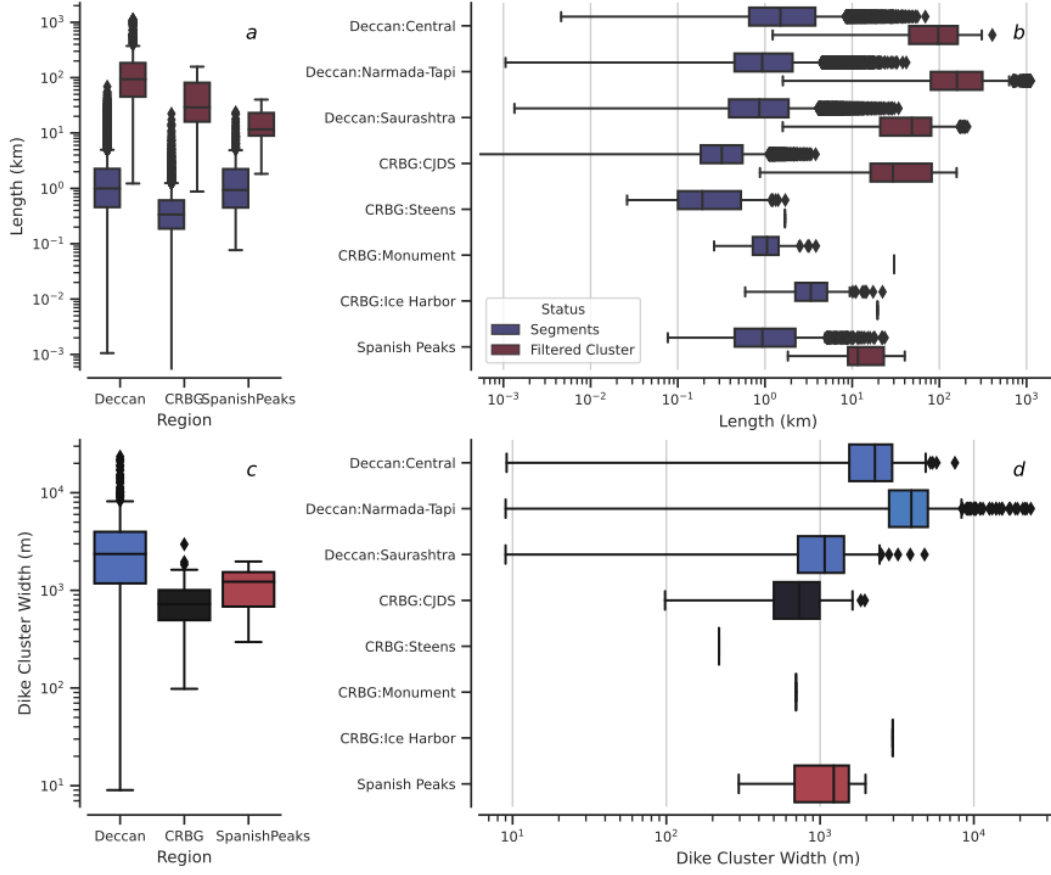 a
10³
10²
10¹
10⁰
10⁻¹
10⁻²
10⁻³
Length (km)
Deccan
CRBG
SpanishPeaks
Region
b
Deccan:Central
Deccan:Narmada-Tapi
Deccan:Saurashtra
CRBG:CJDS
CRBG:Steens
CRBG:Monument
CRBG:Ice Harbor
Spanish Peaks
Status
Segments
Filtered Cluster
10⁻³
10⁻²
10⁻¹
10⁰
10¹
10²
10³
Length (km)
c
10⁴
10³
10²
10¹
Dike Cluster Width (m)
Deccan
CRBG
SpanishPeaks
Region
d
Deccan:Central
Deccan:Narmada-Tapi
Deccan:Saurashtra
CRBG:CJDS
CRBG:Steens
CRBG:Monument
CRBG:Ice Harbor
Spanish Peaks
10¹
10²
10³
10⁴
Dike Cluster Width (m)